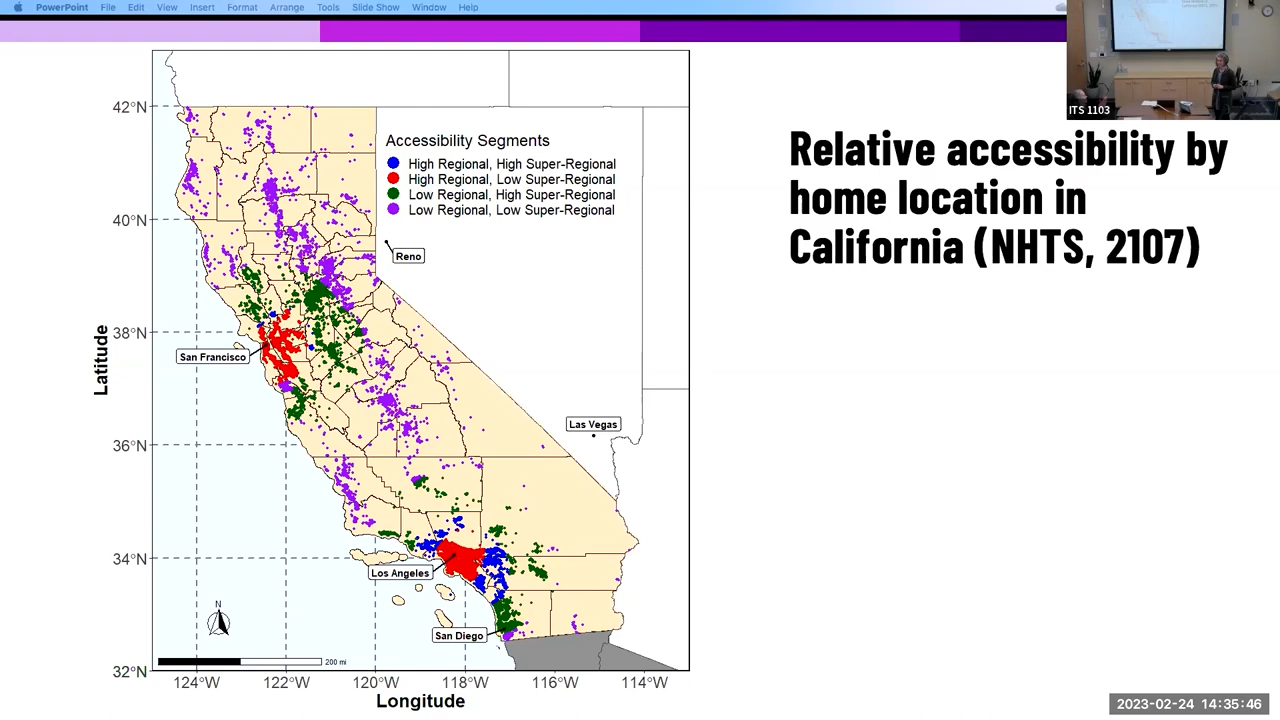 PowerPoint File Edit View Insert Format Arrange Tools Slide Show Window Help
ITS 1103
Relative accessibility by
home location in
California (NHTS, 2107)
Accessibility Segments
High Regional, High Super-Regional
High Regional, Low Super-Regional
Low Regional, High Super-Regional
Low Regional, Low Super-Regional
Reno
San Francisco
Las Vegas
Los Angeles
San Diego
N
200 mi
42°N
40°N
38°N
36°N
34°N
32°N
Latitude
124°W 122°W 120°W 118°W 116°W 114°W
Longitude
2023-02-24 14:35:46